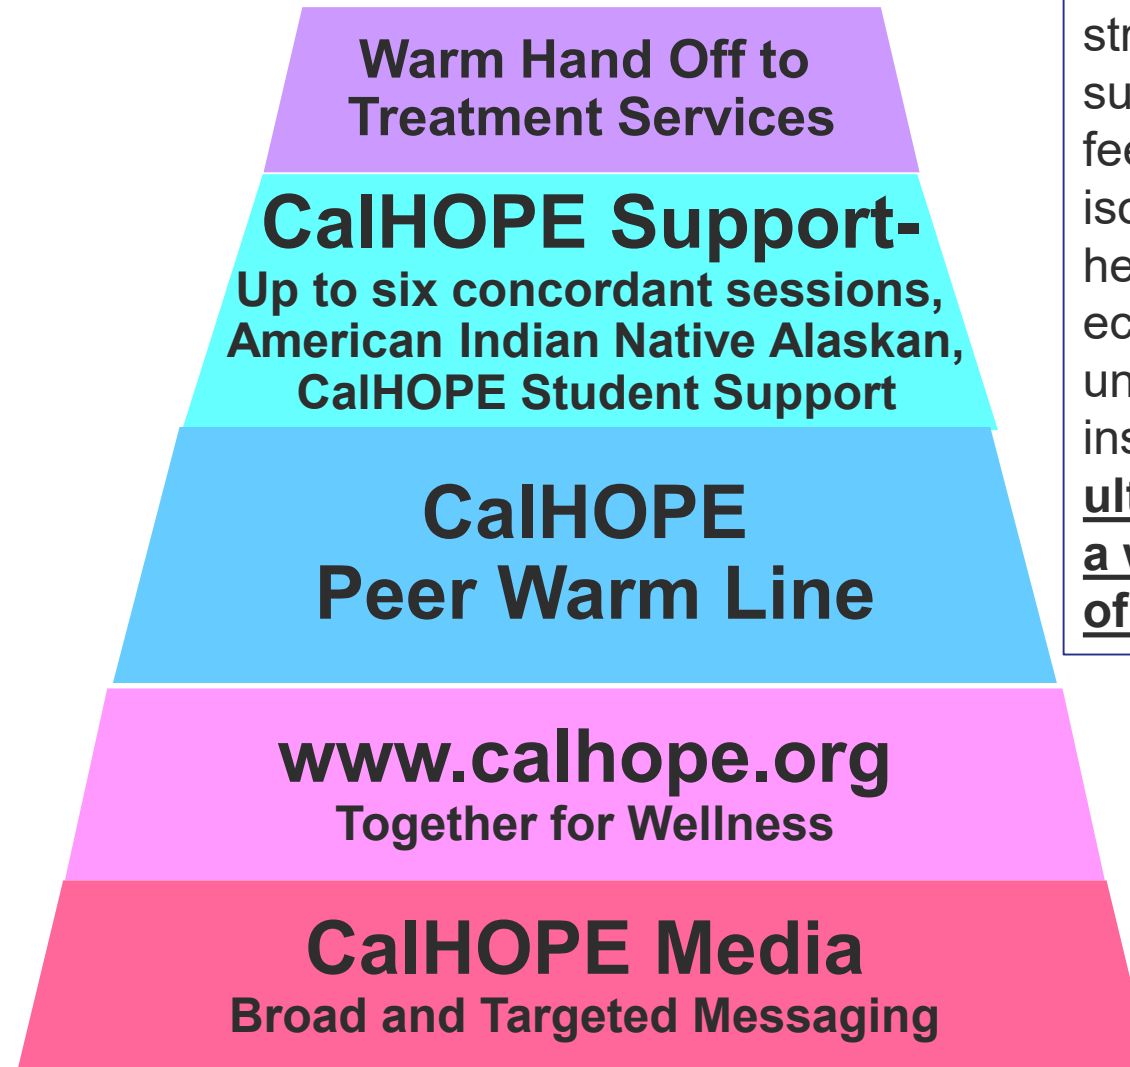 Warm Hand Off to
Treatment Services
CalHOPE Support-
Up to six concordant sessions,
American Indian Native Alaskan,
CalHOPE Student Support
CalHOPE
Peer Warm Line
www.calhope.org
Together for Wellness
CalHOPE Media
Broad and Targeted Messaging
a
of